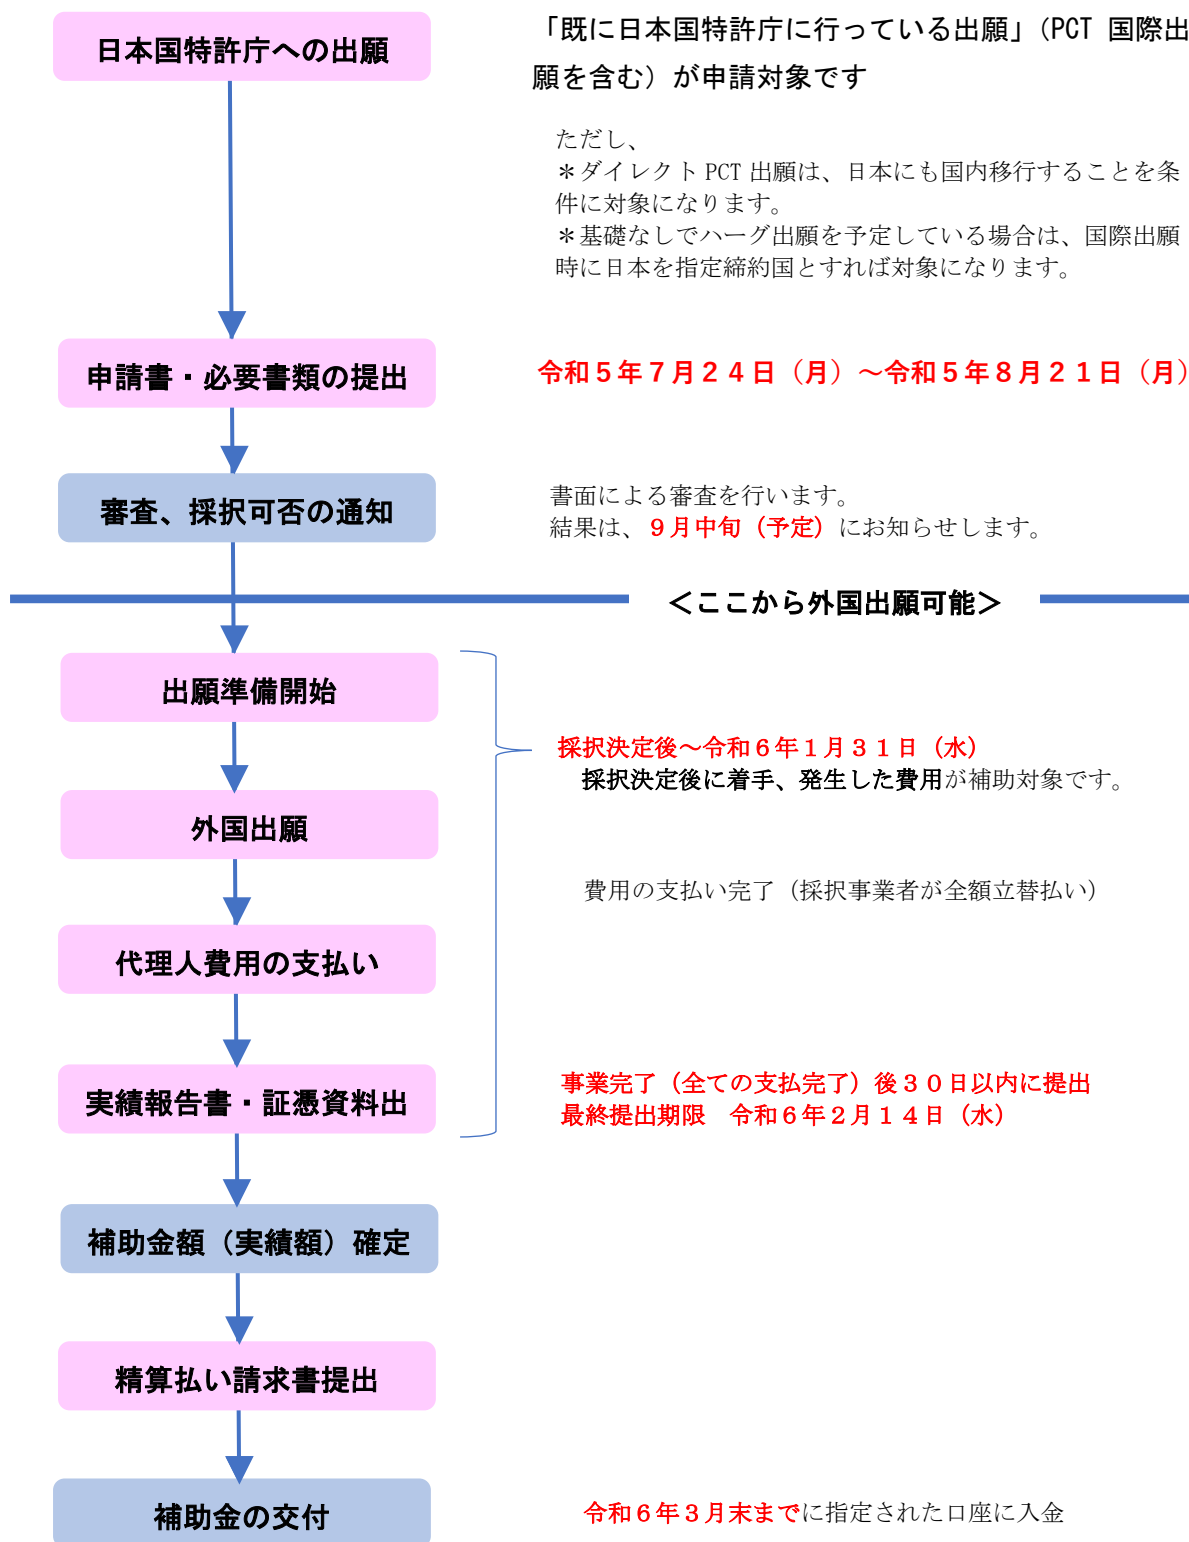 日本国特許庁への出願
「既に日本国特許庁に行っている出願」（PCT 国際出
願を含む）が申請対象です
ただし、
＊ダイレクト PCT 出願は、日本にも国内移行することを条
件に対象になります。
＊基礎なしでハーグ出願を予定している場合は、国際出願
時に日本を指定締約国とすれば対象になります。
申請書・必要書類の提出
令和５年７月２４日（月）～令和５年８月２１日（月）
審査、採択可否の通知
書面による審査を行います。
結果は、９月中旬（予定）にお知らせします。
＜ここから外国出願可能＞
出願準備開始
採択決定後～令和６年１月３１日（水）
採択決定後に着手、発生した費用が補助対象です。
外国出願
費用の支払い完了（採択事業者が全額立替払い）
代理人費用の支払い
実績報告書・証憑資料出
事業完了（全ての支払完了）後３０日以内に提出
最終提出期限　令和６年２月１４日（水）
補助金額（実績額）確定
精算払い請求書提出
補助金の交付
令和６年３月末までに指定された口座に入金